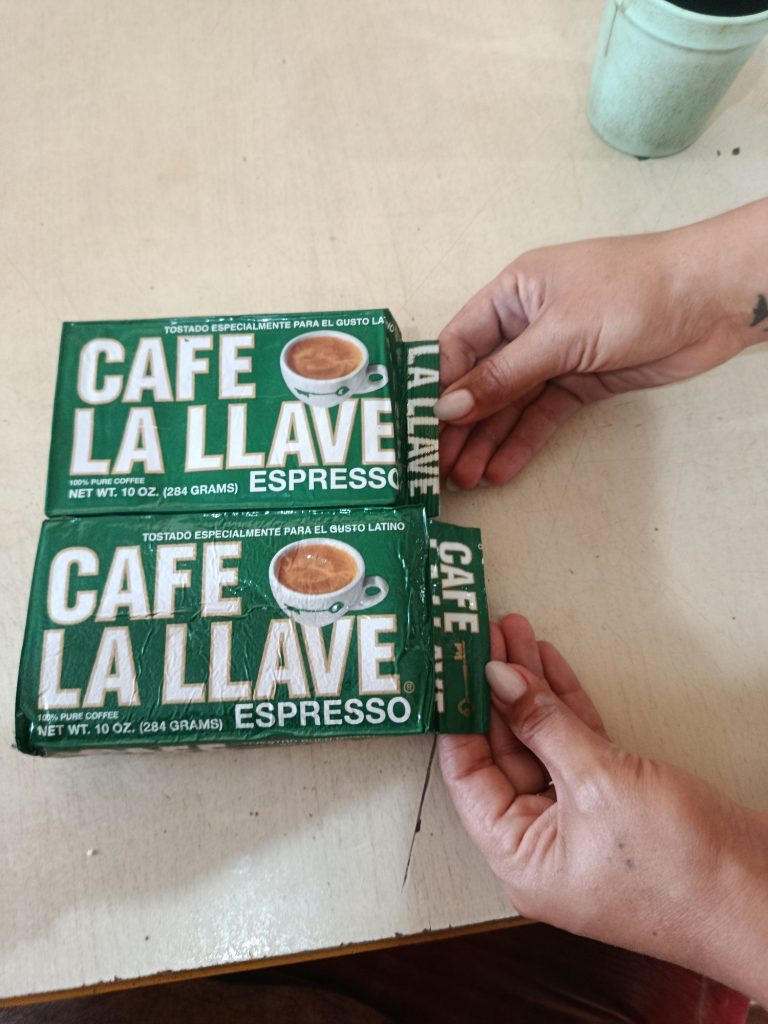 TOSTADO ESPECIALMENTE PARA EL GUSTO
CAFE
LA LLAVE
100% PURE COFFEE
NET WT. 10 OZ. (284 GRAMS)
ESPRESSO
LA LLAVE
TOSTADO ESPECIALMENTE PARA EL GUSTO LATINO
CAFE
LA LLAVE®
100% PURE COFFEE
NET WT. 10 OZ. (284 GRAMS)
ESPRESSO
CAFE